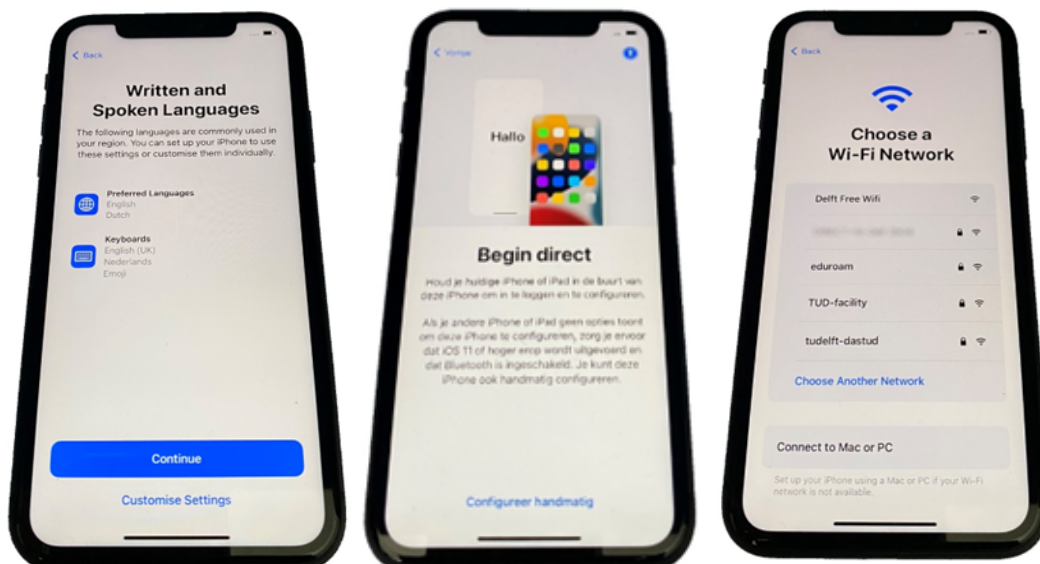 Back
Written and
Spoken Languages
The following languages are commonly used in
your region. You can set up your iPhone to use
these settings or customise them individually.
Preferred Languages
English
Dutch
Keyboards
English (UK)
Nederlands
Emoji
Continue
Customise Settings
Vorige
Hallo
Begin direct
Houd je huidige iPhone of iPad in de buurt van
deze iPhone om in te loggen en te configureren.
Als je andere iPhone of iPad geen opties toont
om deze iPhone te configureren, zorg je ervoor
dat iOS 11 of hoger erop wordt uitgevoerd en
dat Bluetooth is ingeschakeld. Je kunt deze
iPhone ook handmatig configureren.
Configureer handmatig
Back
Choose a
Wi-Fi Network
Delft Free Wifi
eduroam
TUD-facility
tudelft-dastud
Choose Another Network
Connect to Mac or PC
Set up your iPhone using a Mac or PC if your Wi-Fi
network is not available.